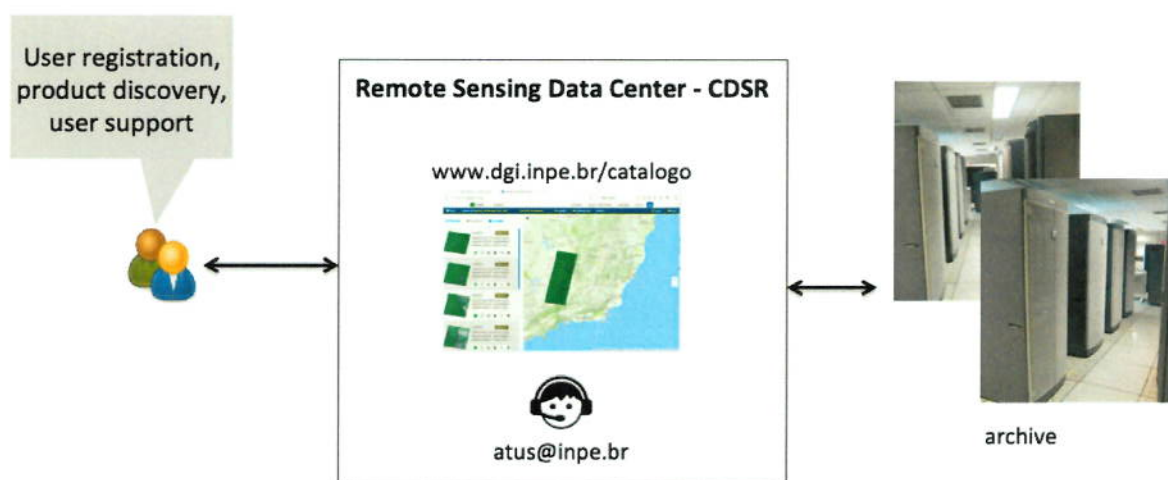 User registration,
product discovery,
user support
Remote Sensing Data Center - CDSR
www.dgi.inpe.br/catalogo
atus@inpe.br
archive